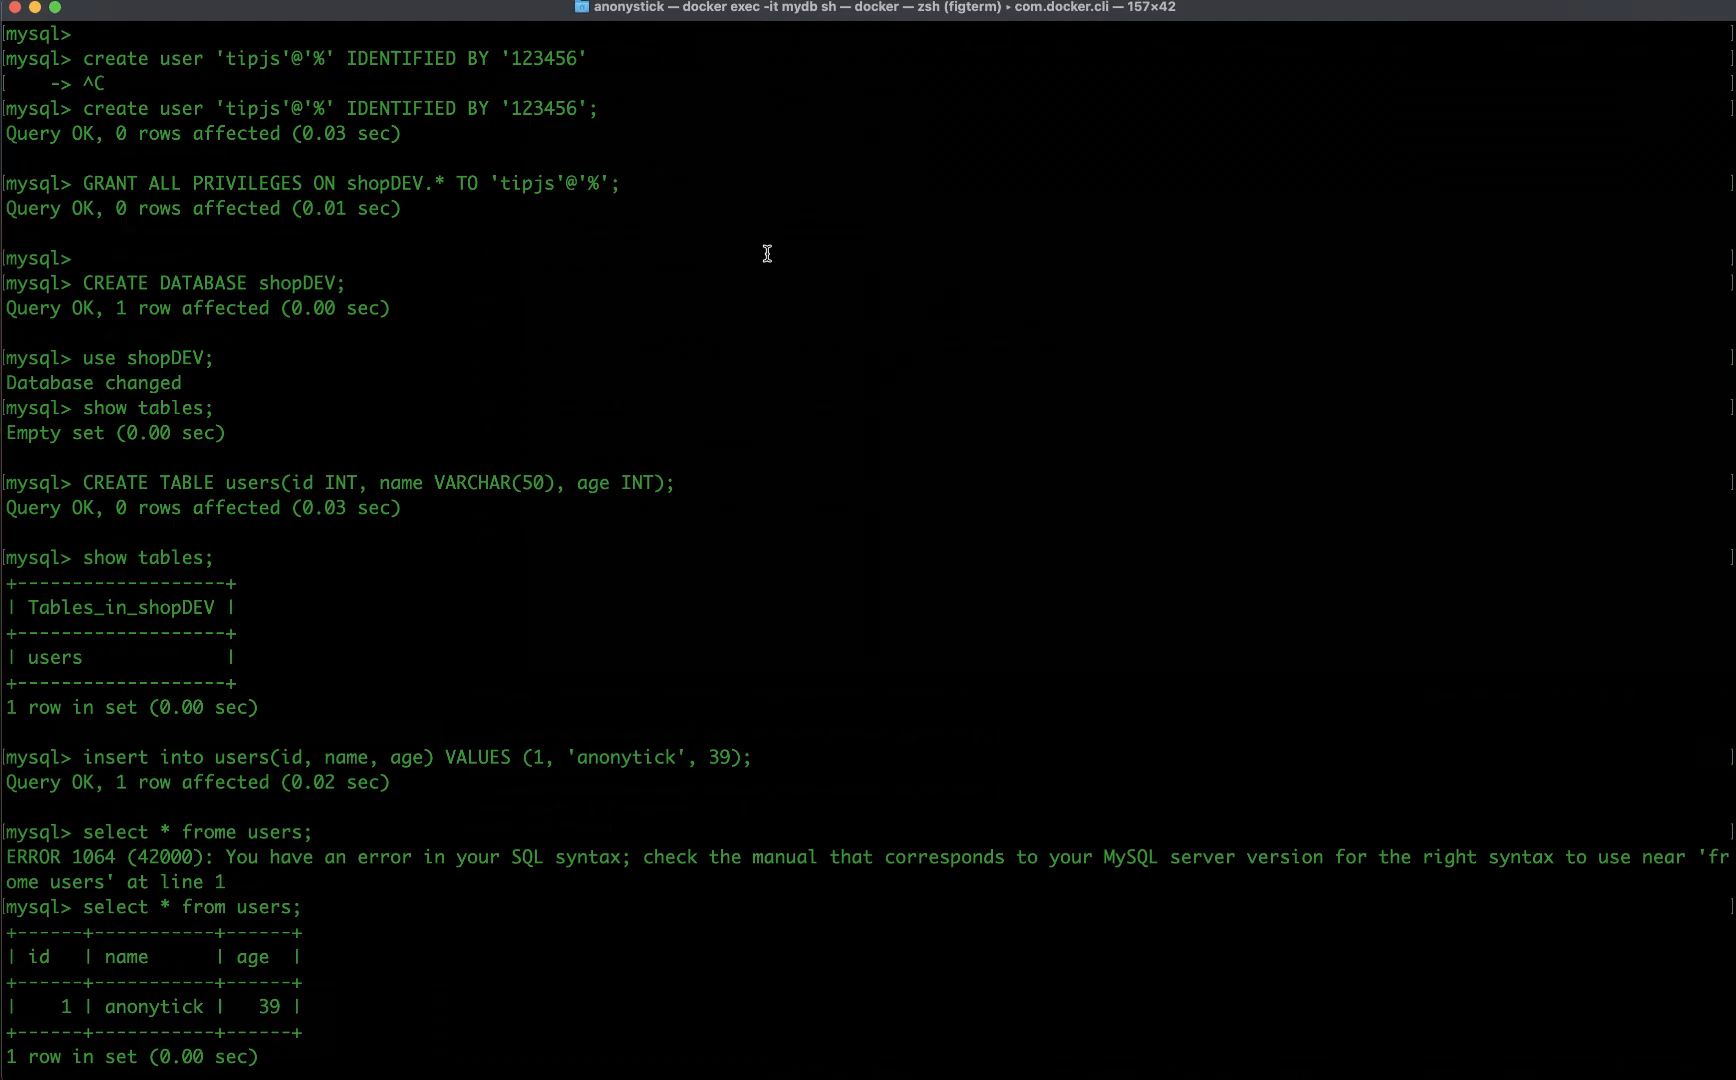 anonystick — docker exec -it mydb sh — docker — zsh (figterm) ▸ com.docker.cli — 157×42
[mysql> ]
[mysql> create user 'tipjs'@'%' IDENTIFIED BY '123456' ]
[    -> ^C ]
[mysql> create user 'tipjs'@'%' IDENTIFIED BY '123456'; ]
Query OK, 0 rows affected (0.03 sec)
[mysql> GRANT ALL PRIVILEGES ON shopDEV.* TO 'tipjs'@'%'; ]
Query OK, 0 rows affected (0.01 sec)
[mysql> ]
[mysql> CREATE DATABASE shopDEV; ]
Query OK, 1 row affected (0.00 sec)
[mysql> use shopDEV; ]
Database changed
[mysql> show tables; ]
Empty set (0.00 sec)
[mysql> CREATE TABLE users(id INT, name VARCHAR(50), age INT); ]
Query OK, 0 rows affected (0.03 sec)
[mysql> show tables; ]
+-------------------+
| Tables_in_shopDEV |
+-------------------+
| users             |
+-------------------+
1 row in set (0.00 sec)
[mysql> insert into users(id, name, age) VALUES (1, 'anonytick', 39); ]
Query OK, 1 row affected (0.02 sec)
[mysql> select * frome users; ]
ERROR 1064 (42000): You have an error in your SQL syntax; check the manual that corresponds to your MySQL server version for the right syntax to use near 'fr
ome users' at line 1
[mysql> select * from users; ]
+------+-----------+------+
| id   | name      | age  |
+------+-----------+------+
|    1 | anonytick |   39 |
+------+-----------+------+
1 row in set (0.00 sec)